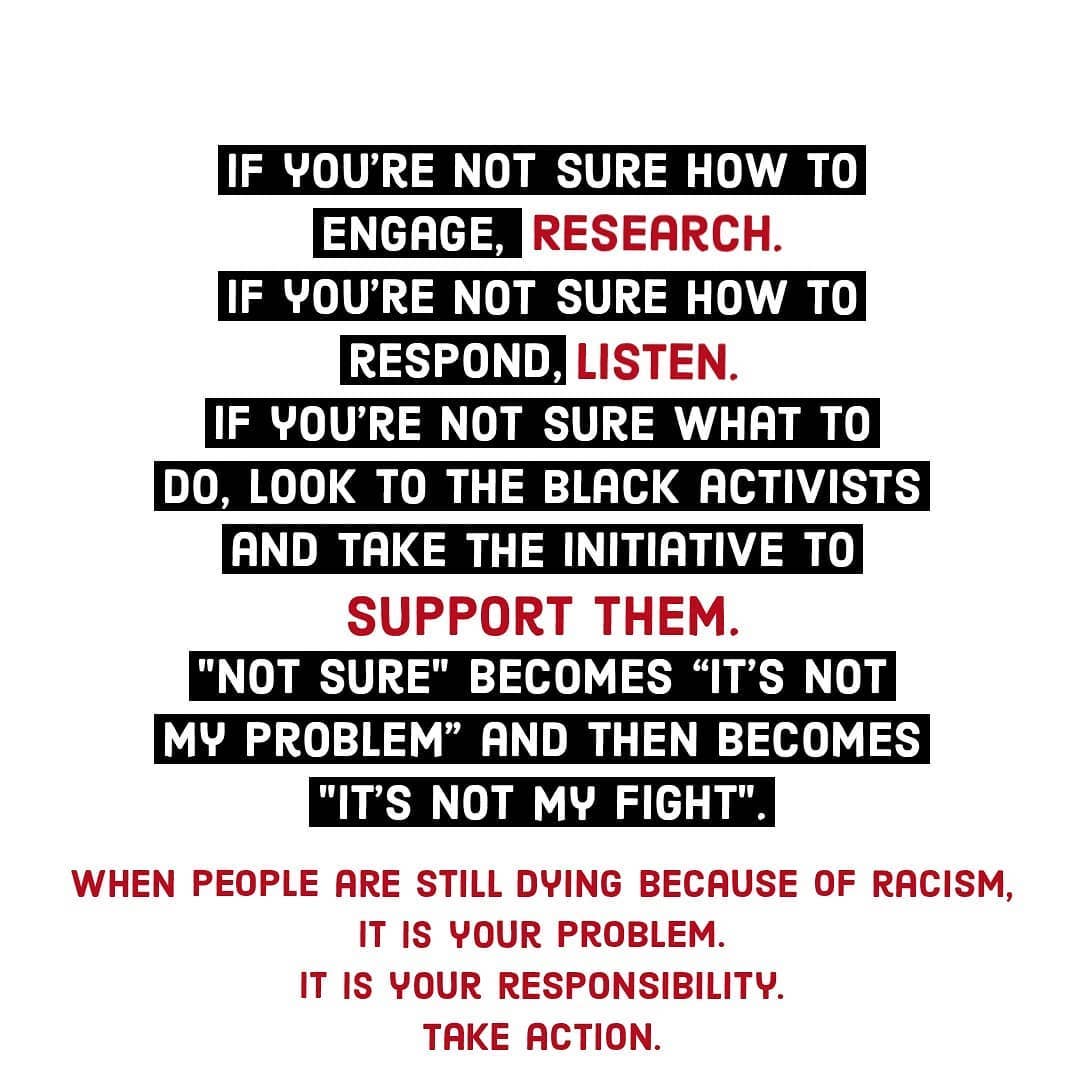 IF YOU’RE NOT SURE HOW TO
ENGAGE, RESEARCH.
IF YOU’RE NOT SURE HOW TO
RESPOND, LISTEN.
IF YOU’RE NOT SURE WHAT TO
DO, LOOK TO THE BLACK ACTIVISTS
AND TAKE THE INITIATIVE TO
SUPPORT THEM.
"NOT SURE" BECOMES “IT’S NOT
MY PROBLEM” AND THEN BECOMES
"IT’S NOT MY FIGHT".
WHEN PEOPLE ARE STILL DYING BECAUSE OF RACISM,
IT IS YOUR PROBLEM.
IT IS YOUR RESPONSIBILITY.
TAKE ACTION.